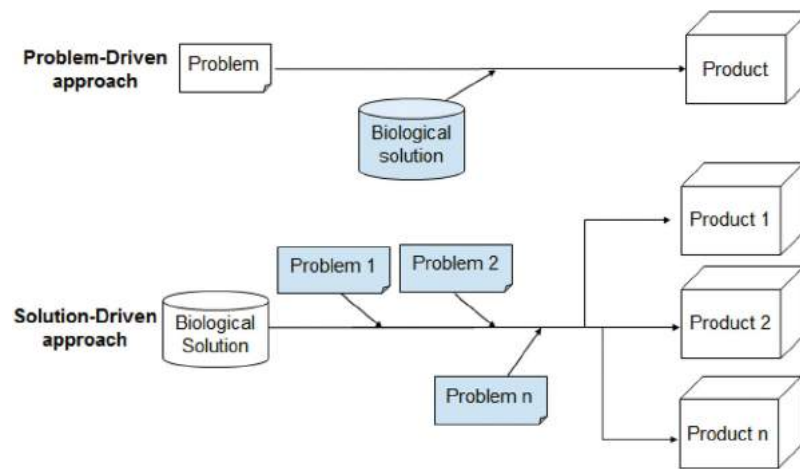 Problem-Driven
approach
Problem
Biological
solution
Product
Solution-Driven
approach
Biological
Solution
Problem 1
Problem 2
Problem n
Product 1
Product 2
Product n